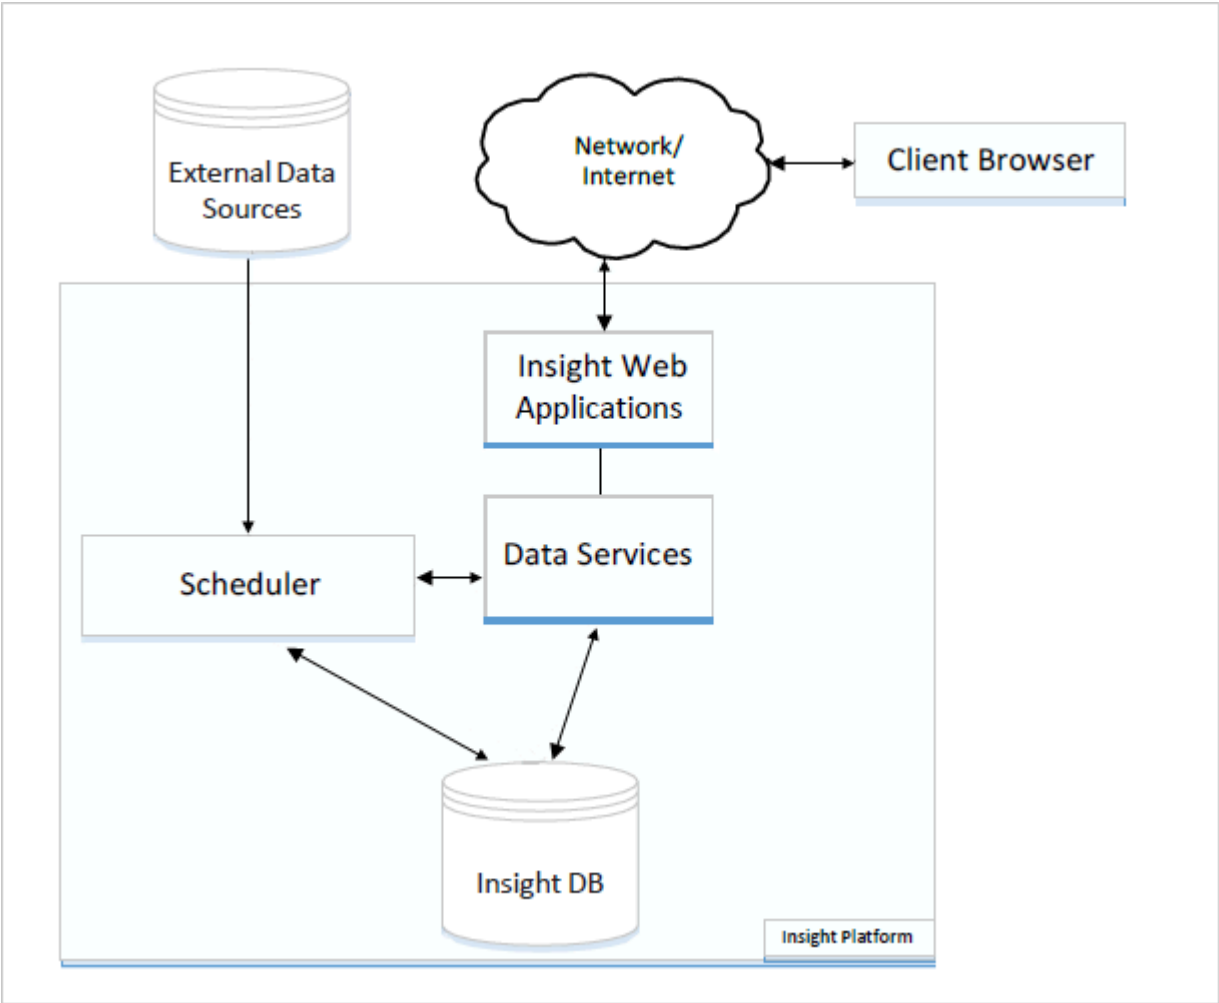 External Data
Sources
Network/
Internet
Client Browser
Insight Web
Applications
Data Services
Scheduler
Insight DB
Insight Platform